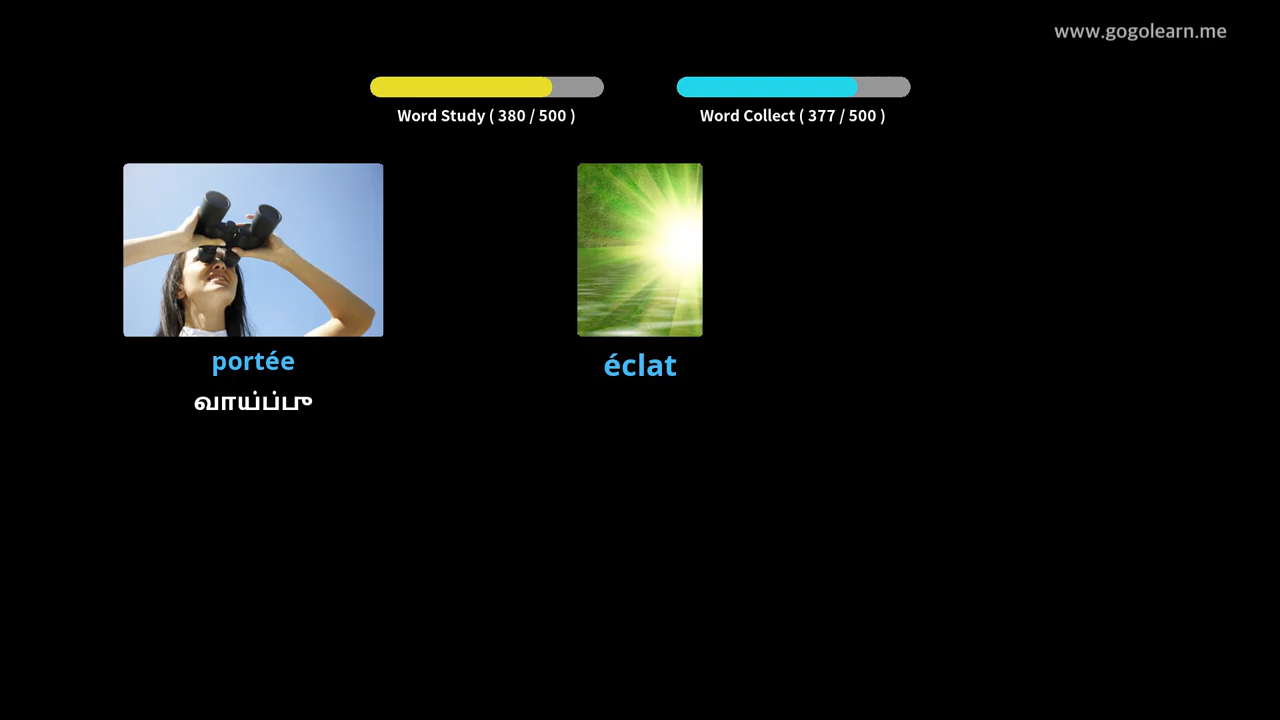 www.gogolearn.me
Word Study ( 380 / 500 )
Word Collect ( 377 / 500 )
portée
éclat
வாய்ப்பு